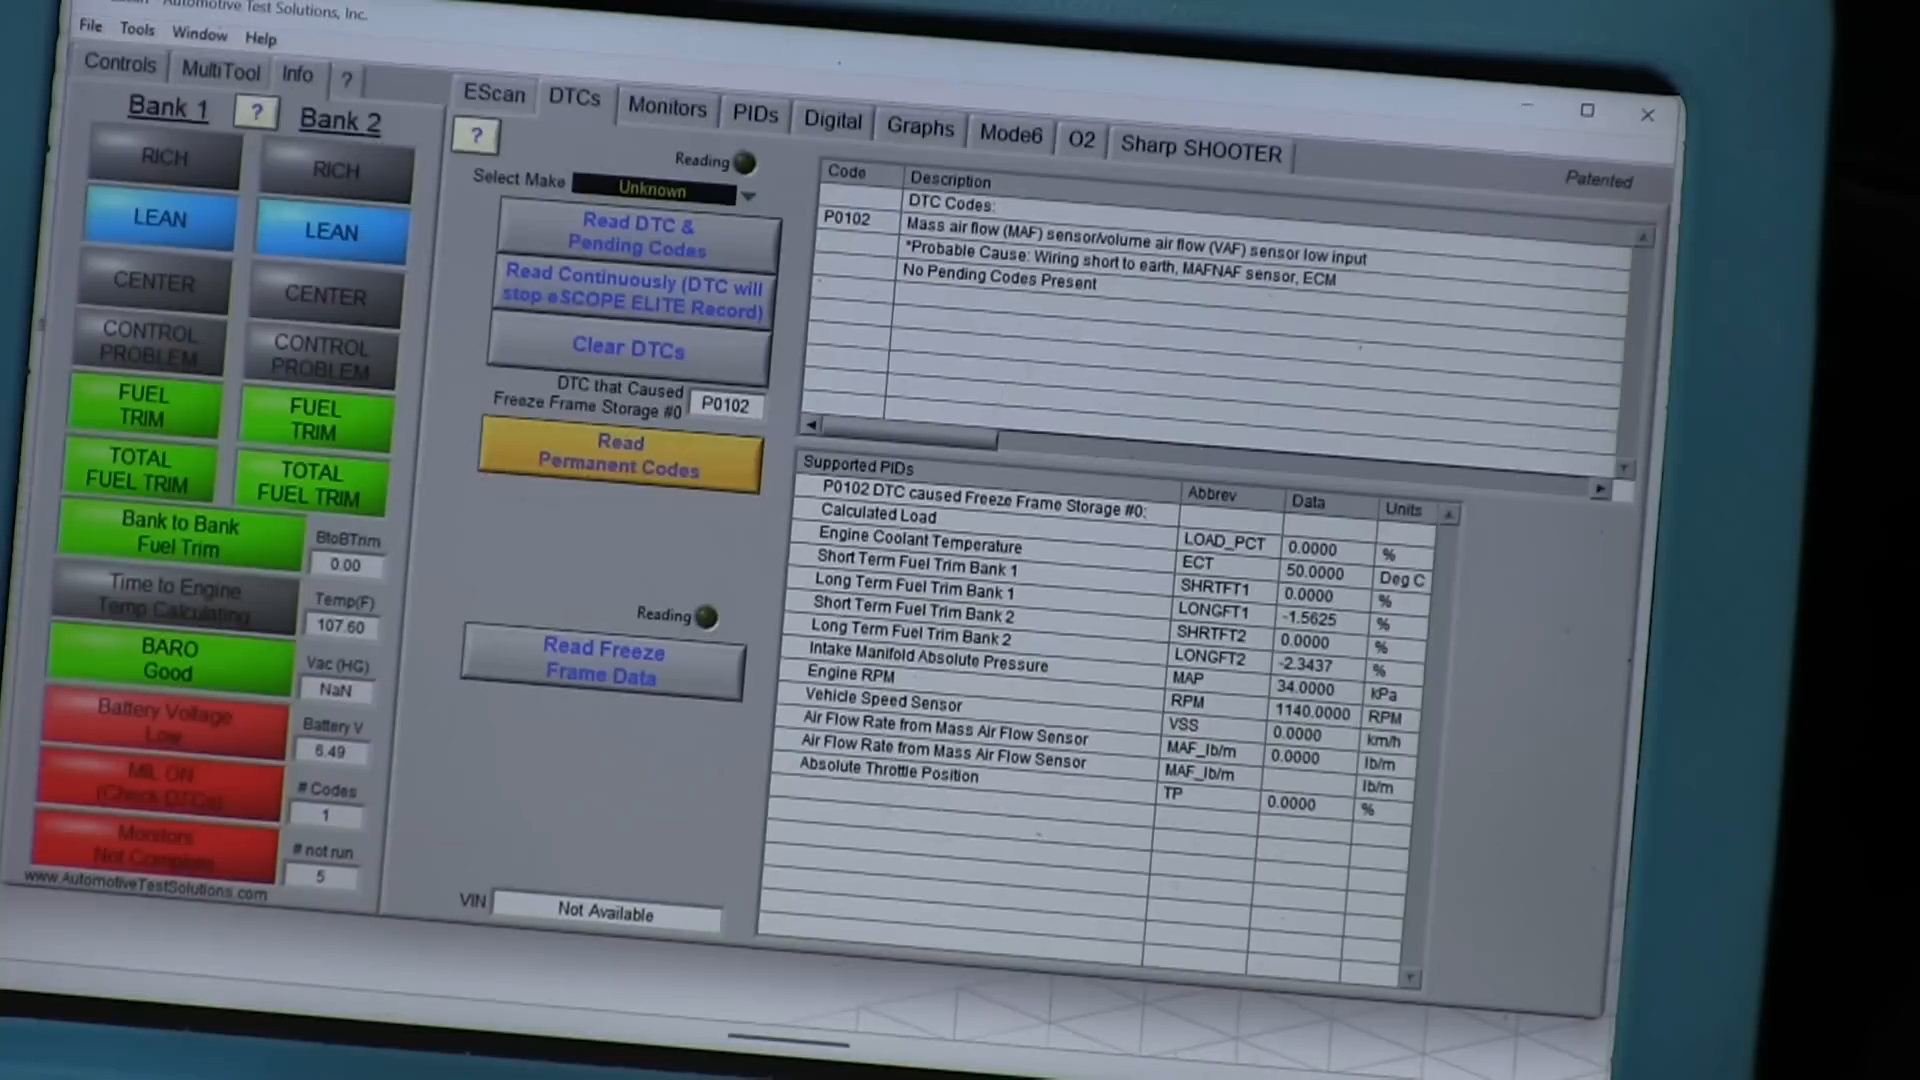 Automotive Test Solutions, Inc.
File Tools Window Help
Controls MultiTool Info ?
Bank 1 ? Bank 2
RICH RICH
LEAN LEAN
CENTER CENTER
CONTROL PROBLEM CONTROL PROBLEM
FUEL TRIM FUEL TRIM
TOTAL FUEL TRIM TOTAL FUEL TRIM
Bank to Bank Fuel Trim
BtoBTrim
0.00
Time to Engine Temp Calculating
Temp(F)
107.60
BARO Good
Vac (HG)
NaN
Battery Voltage Low
Battery V
6.49
MIL ON (Check DTCs)
# Codes
1
Monitors Not Complete
# not run
5
www.AutomotiveTestSolutions.com
EScan DTCs Monitors PIDs Digital Graphs Mode6 O2 Sharp SHOOTER
Patented
?
Reading
Select Make Unknown
Read DTC &
Pending Codes
Read Continuously (DTC will
stop eSCOPE ELITE Record)
Clear DTCs
DTC that Caused
Freeze Frame Storage #0 P0102
Read
Permanent Codes
Reading
Read Freeze
Frame Data
VIN Not Available
Code Description
DTC Codes:
P0102 Mass air flow (MAF) sensor/volume air flow (VAF) sensor low input
*Probable Cause: Wiring short to earth, MAFNAF sensor, ECM
No Pending Codes Present
Supported PIDs Abbrev Data Units
P0102 DTC caused Freeze Frame Storage #0:
Calculated Load LOAD_PCT 0.0000 %
Engine Coolant Temperature ECT 50.0000 Deg C
Short Term Fuel Trim Bank 1 SHRTFT1 0.0000 %
Long Term Fuel Trim Bank 1 LONGFT1 -1.5625 %
Short Term Fuel Trim Bank 2 SHRTFT2 0.0000 %
Long Term Fuel Trim Bank 2 LONGFT2 -2.3437 %
Intake Manifold Absolute Pressure MAP 34.0000 kPa
Engine RPM RPM 1140.0000 RPM
Vehicle Speed Sensor VSS 0.0000 km/h
Air Flow Rate from Mass Air Flow Sensor MAF_lb/m 0.0000 lb/m
Air Flow Rate from Mass Air Flow Sensor MAF_lb/m lb/m
Absolute Throttle Position TP 0.0000 %